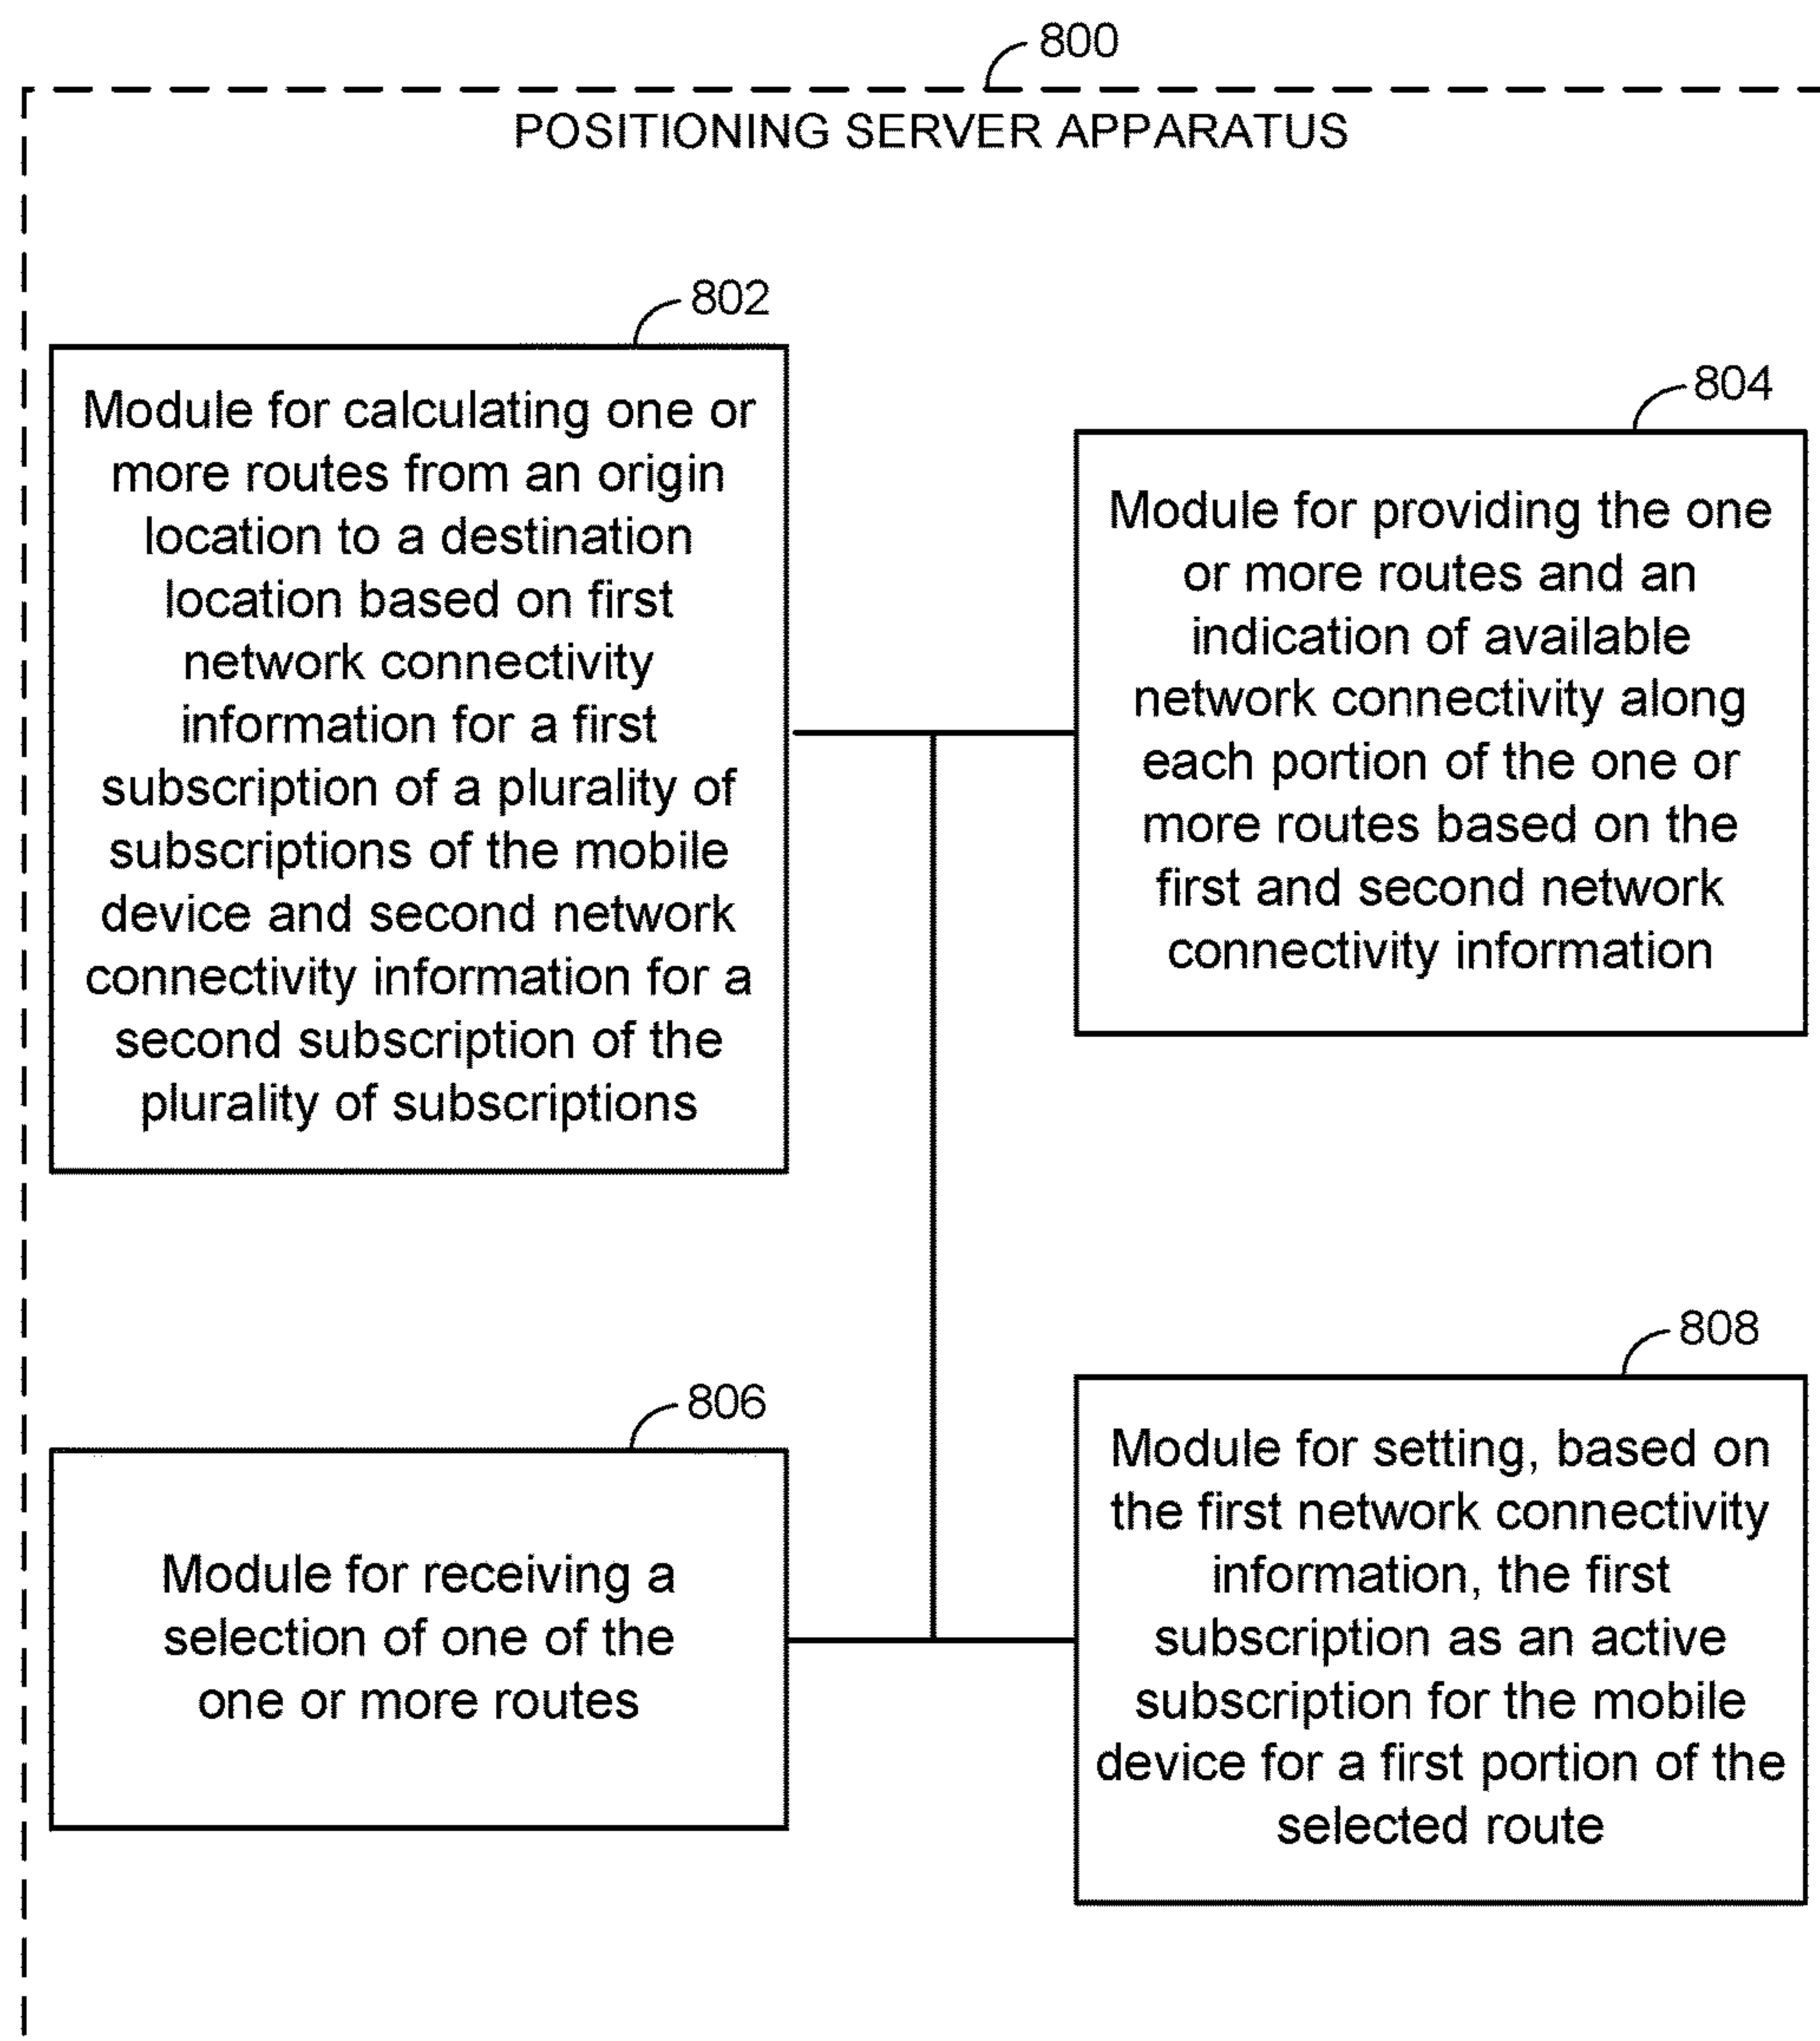 800
POSITIONING SERVER APPARATUS
802
Module for calculating one or
more routes from an origin
location to a destination
location based on first
network connectivity
information for a first
subscription of a plurality of
subscriptions of the mobile
device and second network
connectivity information for a
second subscription of the
plurality of subscriptions
804
Module for providing the one
or more routes and an
indication of available
network connectivity along
each portion of the one or
more routes based on the
first and second network
connectivity information
806
Module for receiving a
selection of one of the
one or more routes
808
Module for setting, based on
the first network connectivity
information, the first
subscription as an active
subscription for the mobile
device for a first portion of the
selected route